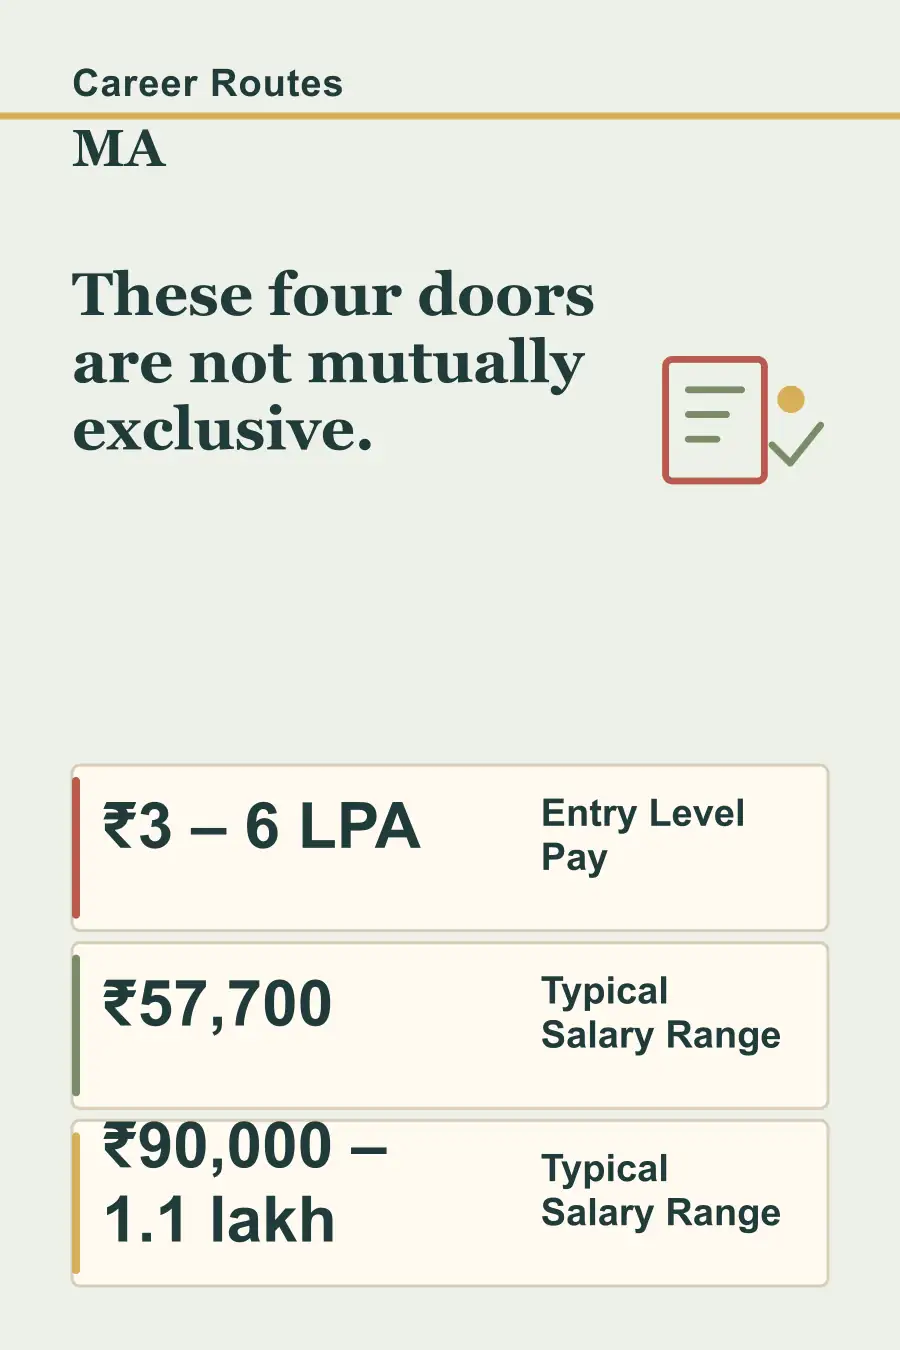 Career Routes
MA
These four doors
are not mutually
exclusive.
₹3 – 6 LPA
Entry Level
Pay
₹57,700
Typical
Salary Range
₹90,000 –
1.1 lakh
Typical
Salary Range